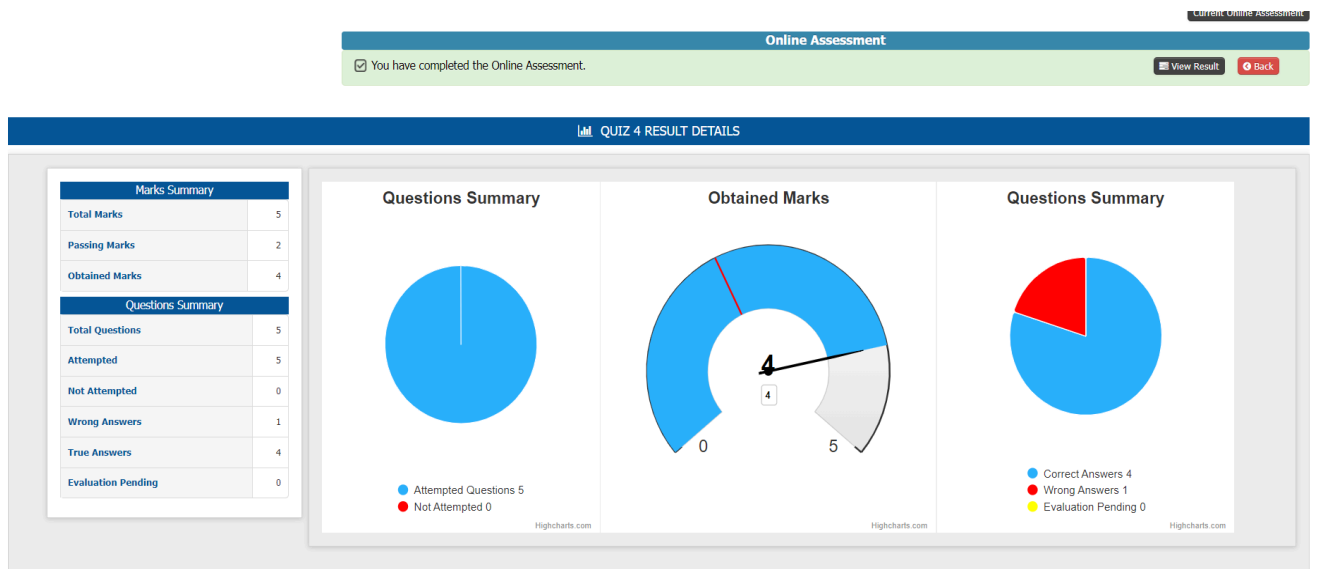 Current Online Assessment
Online Assessment
You have completed the Online Assessment.
View Result
Back
QUIZ 4 RESULT DETAILS
Marks Summary
Total Marks 5
Passing Marks 2
Obtained Marks 4
Questions Summary
Total Questions 5
Attempted 5
Not Attempted 0
Wrong Answers 1
True Answers 4
Evaluation Pending 0
Questions Summary
Attempted Questions 5
Not Attempted 0
Highcharts.com
Obtained Marks
4
4
0
5
Highcharts.com
Questions Summary
Correct Answers 4
Wrong Answers 1
Evaluation Pending 0
Highcharts.com